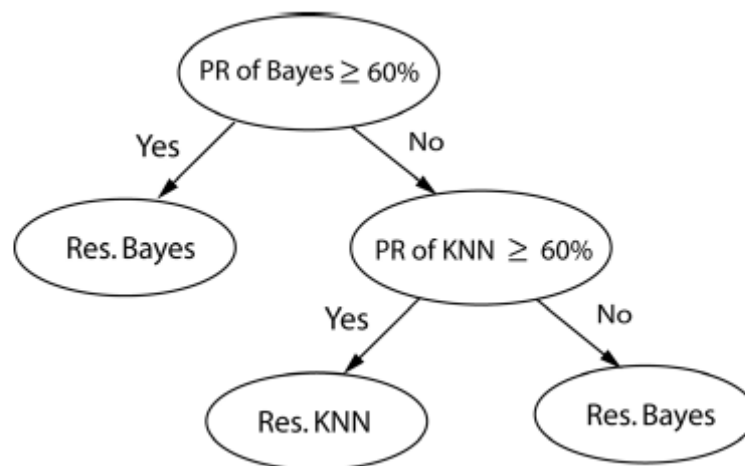 PR of Bayes ≥ 60%
Yes
No
Res. Bayes
PR of KNN ≥ 60%
Yes
No
Res. KNN
Res. Bayes